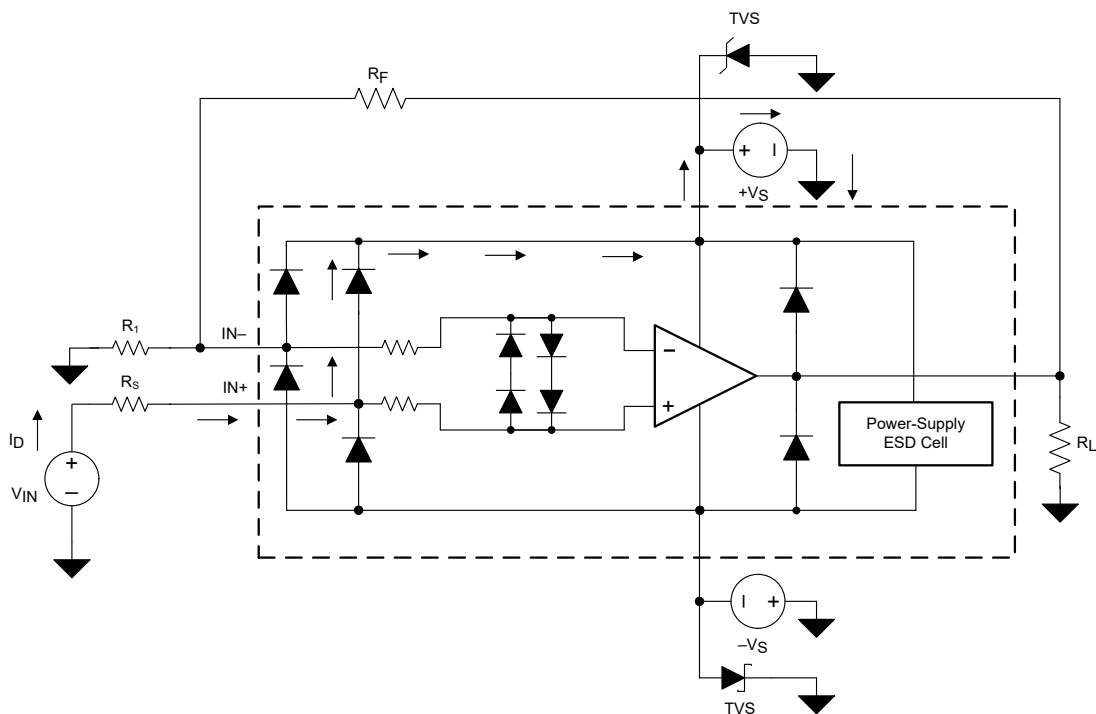 TVS
RF
+
+VS
R1
IN–
RS
IN+
ID
+
–
VIN
–
+
Power-Supply
ESD Cell
RL
+
–VS
TVS